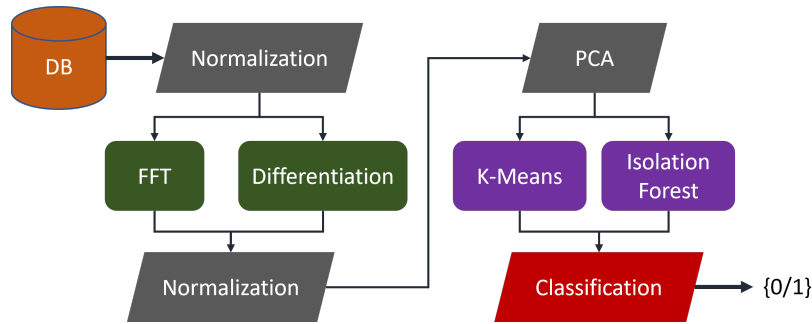 DB
Normalization
FFT
Differentiation
Normalization
PCA
K-Means
Isolation
Forest
Classification
{0/1}